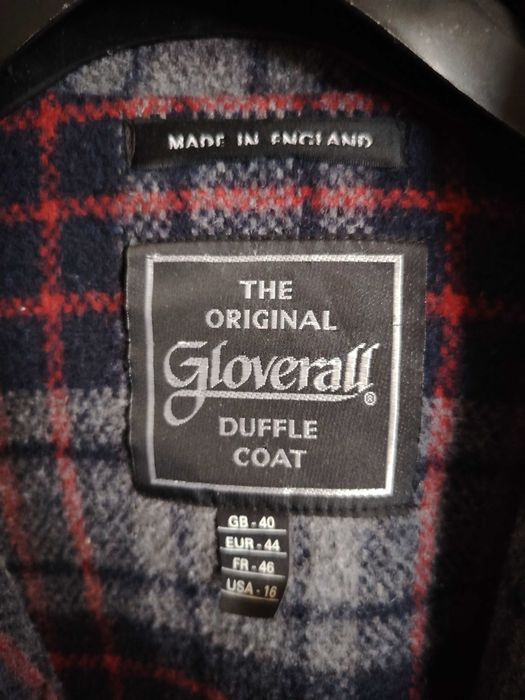 MADE IN ENGLAND
THE
ORIGINAL
Gloverall®
DUFFLE
COAT
GB - 40
EUR - 44
FR - 46
USA - 16